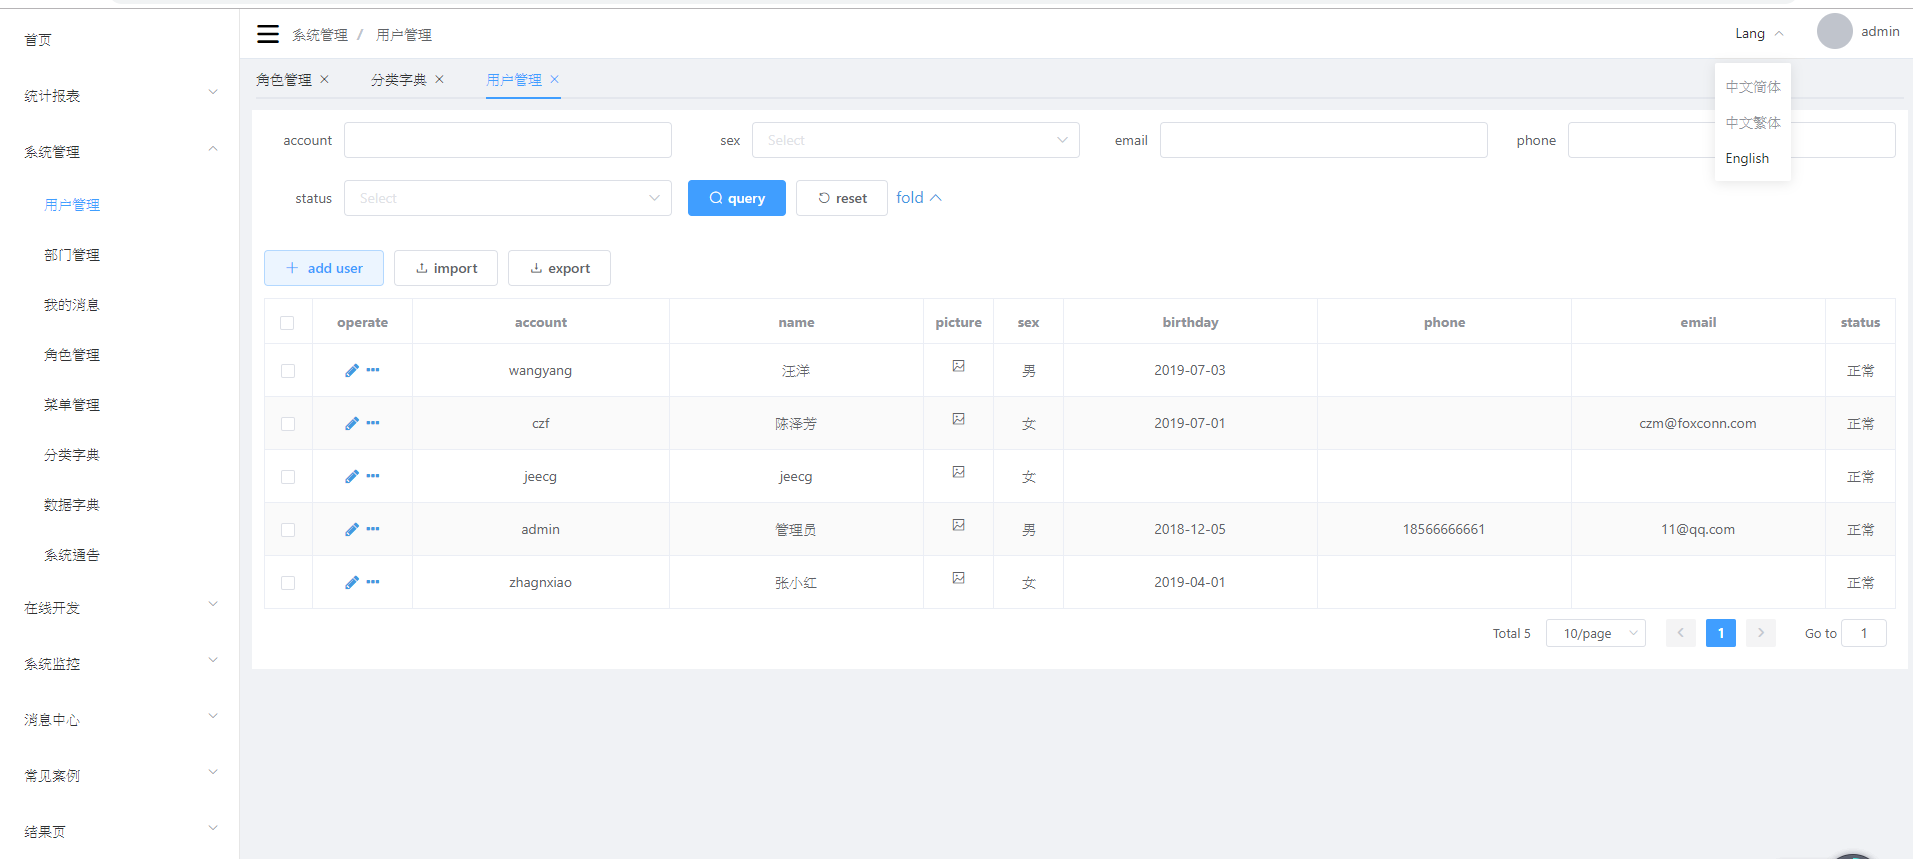 首页
统计报表
系统管理
用户管理
部门管理
我的消息
角色管理
菜单管理
分类字典
数据字典
系统通告
在线开发
系统监控
消息中心
常见案例
结果页
系统管理 / 用户管理
Lang
admin
角色管理 分类字典 用户管理
中文简体
中文繁体
English
account sex Select email phone
status Select query reset fold
add user import export
operate account name picture sex birthday phone email status
wangyang 汪洋 男 2019-07-03 正常
czf 陈泽芳 女 2019-07-01 czm@foxconn.com 正常
jeecg jeecg 女 正常
admin 管理员 男 2018-12-05 18566666661 11@qq.com 正常
zhagnxiao 张小红 女 2019-04-01 正常
Total 5 10/page 1 Go to 1